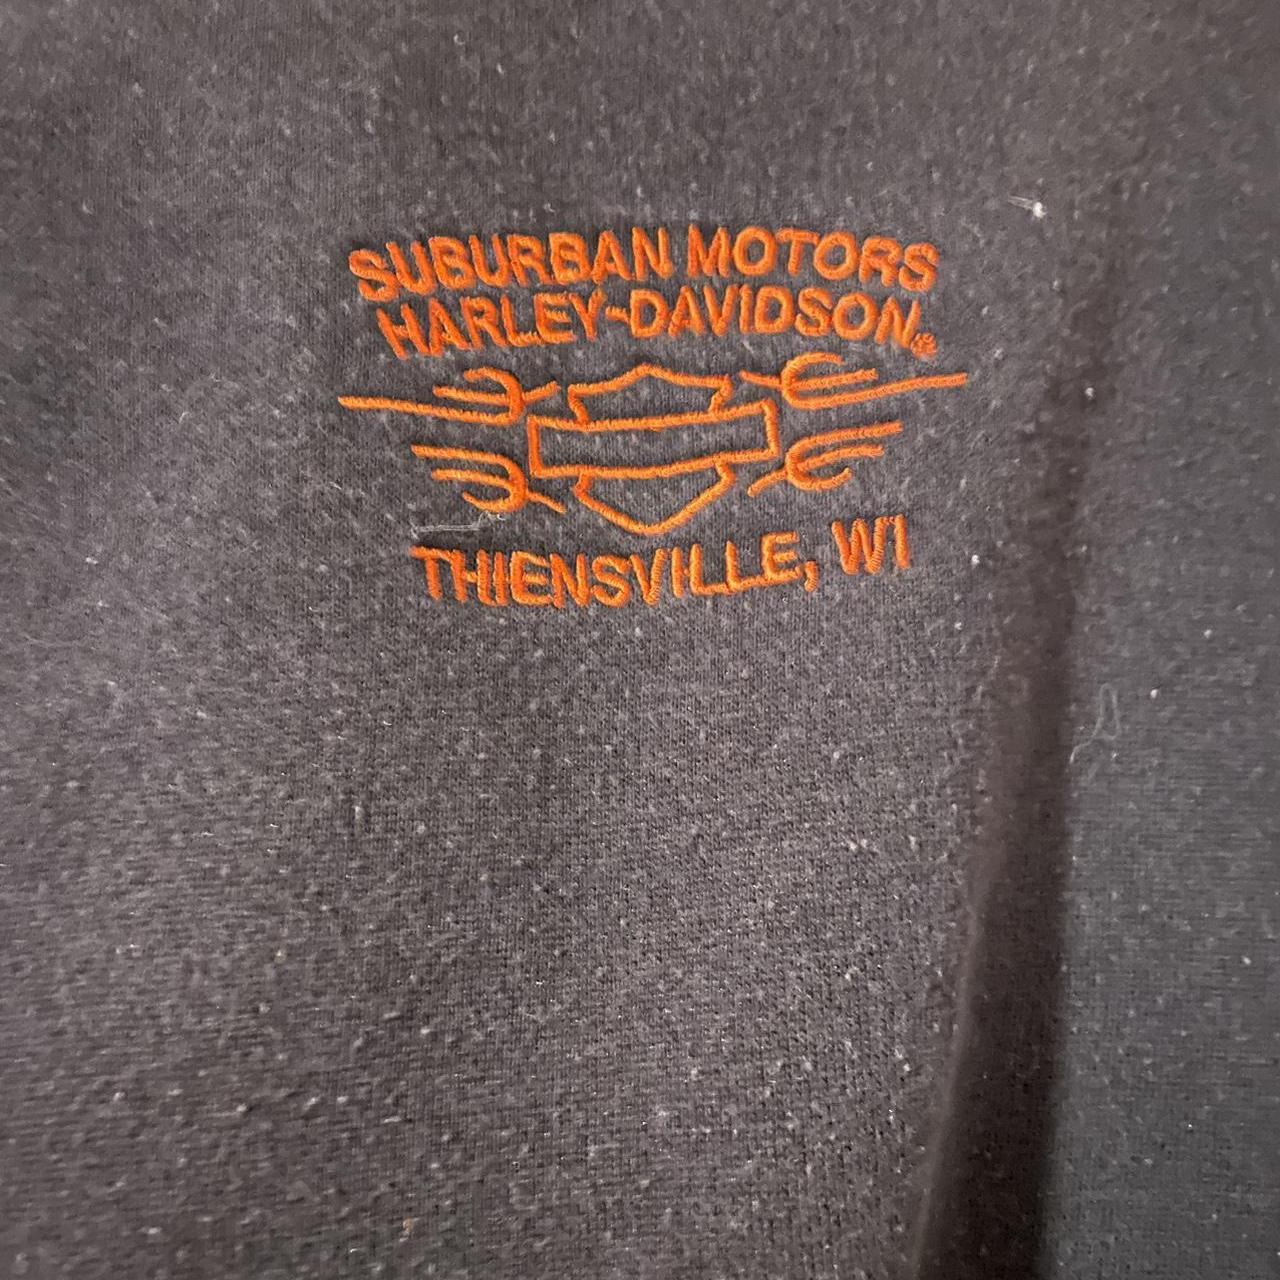 SUBURBAN MOTORS
HARLEY-DAVIDSON®
THIENSVILLE, WI